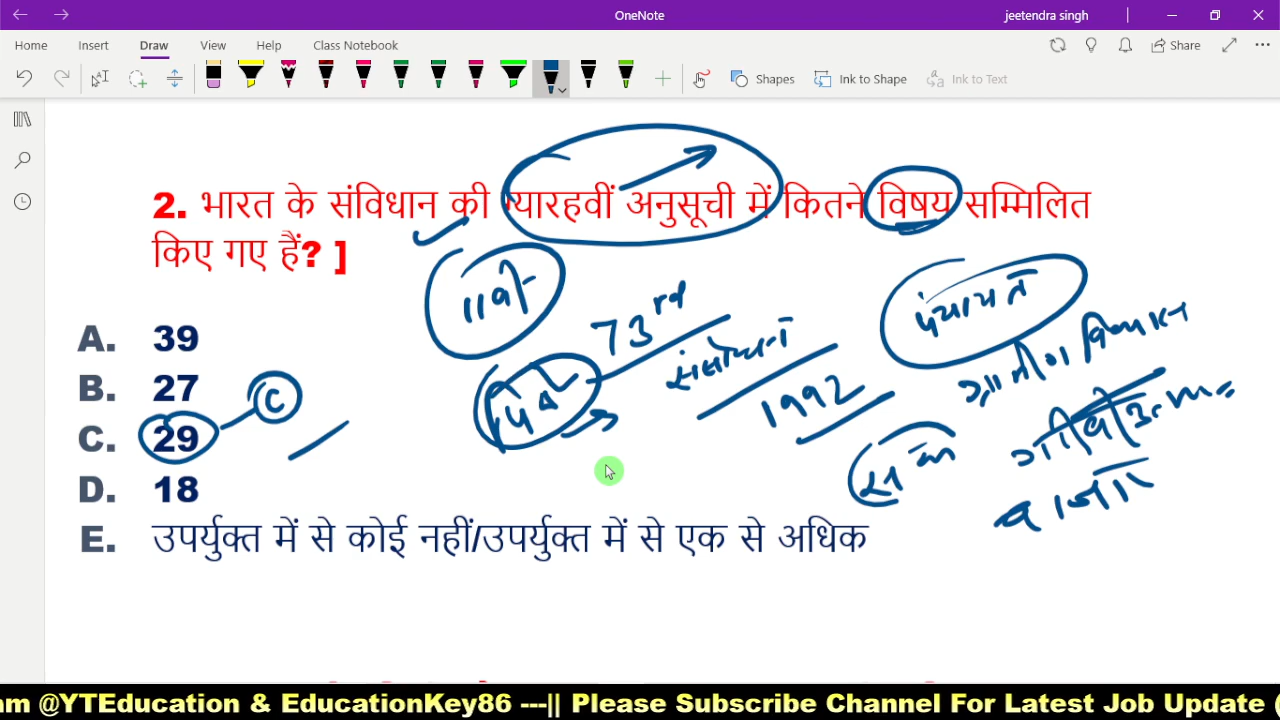 OneNote
jeetendra singh
Home Insert Draw View Help Class Notebook
Share
Shapes Ink to Shape Ink to Text
2. भारत के संविधान की ग्यारहवीं अनुसूची में कितने विषय सम्मिलित
किए गए हैं? ]
11वीं
73rd
संशोधन
1992
पंचायत
A. 39
B. 27
C
C. 29
D. 18
E. उपर्युक्त में से कोई नहीं/उपर्युक्त में से एक से अधिक
बाजार
am @YTEducation & EducationKey86 ---|| Please Subscribe Channel For Latest Job Update (